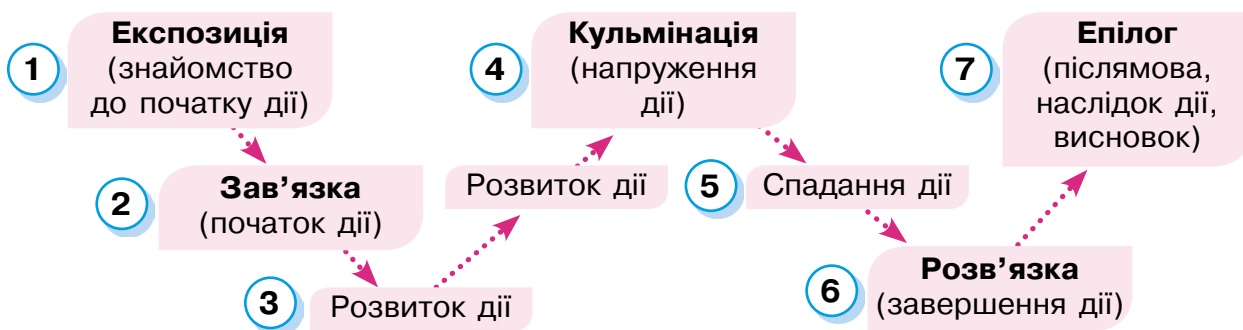 1
Експозиція
(знайомство
до початку дії)
2
Зав’язка
(початок дії)
3
Розвиток дії
Розвиток дії
4
Кульмінація
(напруження
дії)
5
Спадання дії
6
Розв’язка
(завершення дії)
7
Епілог
(післямова,
наслідок дії,
висновок)